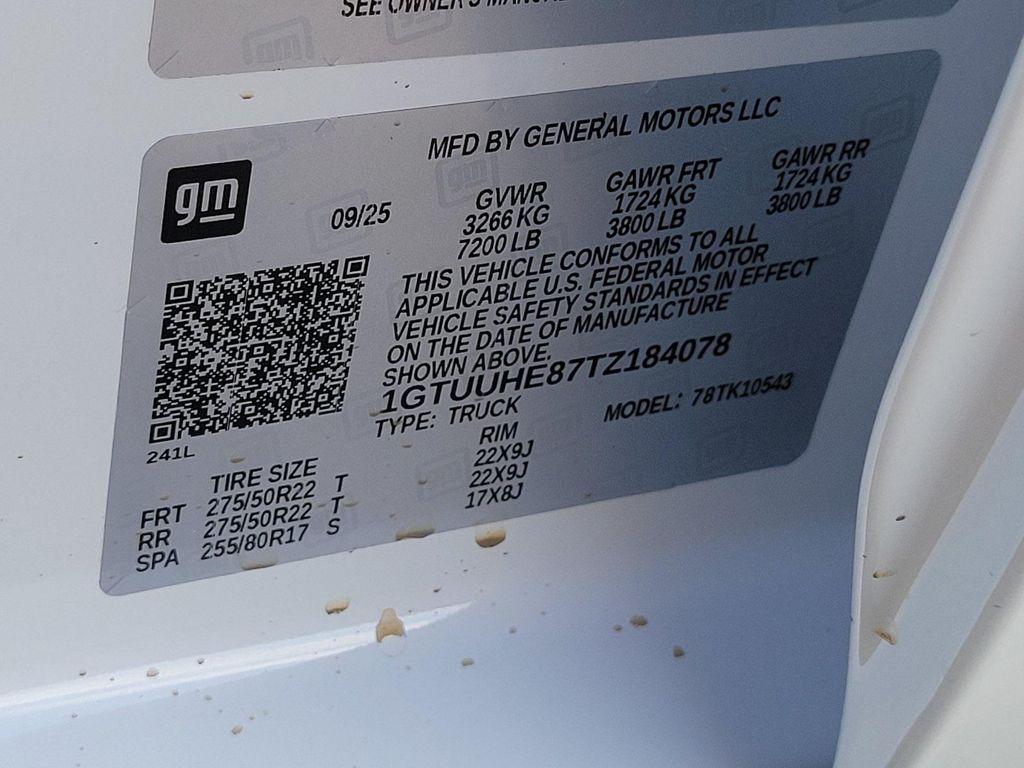 SEE OWNER'S MANUAL
MFD BY GENERAL MOTORS LLC
gm
09/25
GVWR
3266 KG
7200 LB
GAWR FRT
1724 KG
3800 LB
GAWR RR
1724 KG
3800 LB
THIS VEHICLE CONFORMS TO ALL
APPLICABLE U.S. FEDERAL MOTOR
VEHICLE SAFETY STANDARDS IN EFFECT
ON THE DATE OF MANUFACTURE
SHOWN ABOVE.
1GTUUHE87TZ184078
TYPE: TRUCK
MODEL: 78TK10543
241L
TIRE SIZE RIM
FRT 275/50R22 T 22X9J
RR 275/50R22 T 22X9J
SPA 255/80R17 S 17X8J